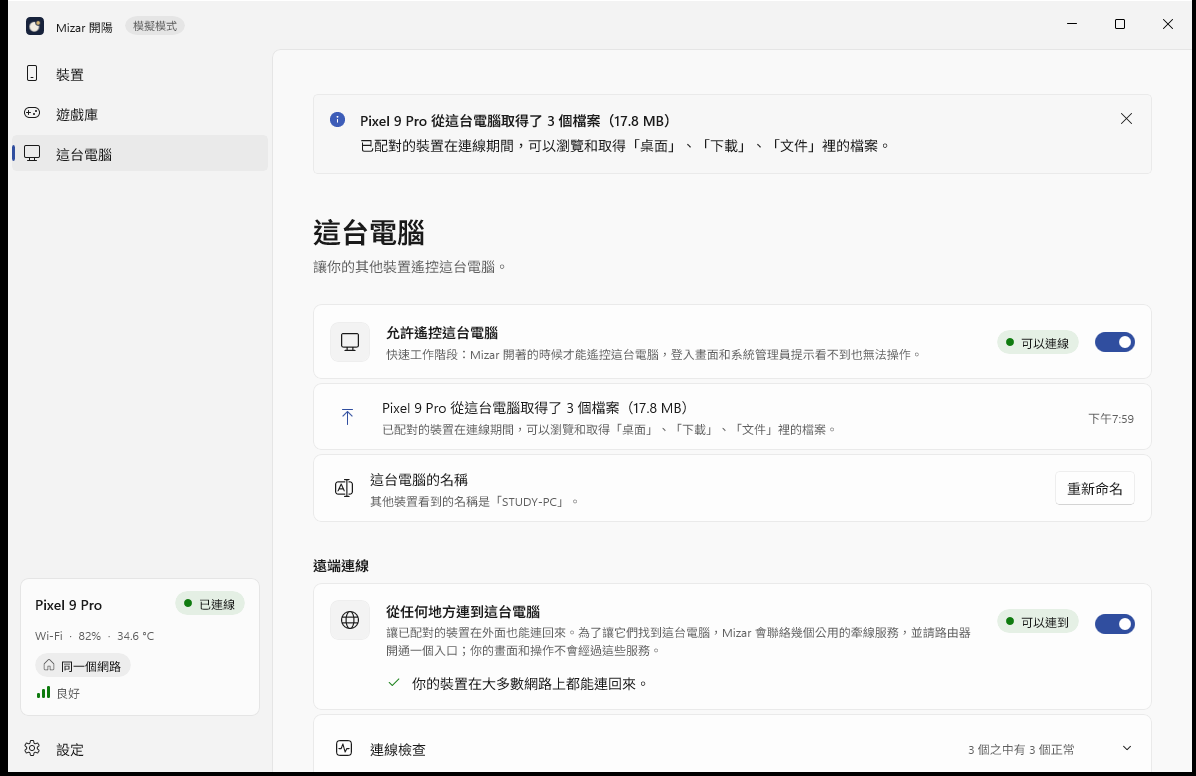 Mizar 開陽
模擬模式
裝置
遊戲庫
這台電腦
Pixel 9 Pro 從這台電腦取得了 3 個檔案（17.8 MB）
已配對的裝置在連線期間，可以瀏覽和取得「桌面」、「下載」、「文件」裡的檔案。
這台電腦
讓你的其他裝置遙控這台電腦。
允許遙控這台電腦
快速工作階段：Mizar 開著的時候才能遙控這台電腦，登入畫面和系統管理員提示看不到也無法操作。
可以連線
Pixel 9 Pro 從這台電腦取得了 3 個檔案（17.8 MB）
已配對的裝置在連線期間，可以瀏覽和取得「桌面」、「下載」、「文件」裡的檔案。
下午7:59
這台電腦的名稱
其他裝置看到的名稱是「STUDY-PC」。
重新命名
遠端連線
從任何地方連到這台電腦
讓已配對的裝置在外面也能連回來。為了讓它們找到這台電腦，Mizar 會聯絡幾個公用的牽線服務，並請路由器
開通一個入口；你的畫面和操作不會經過這些服務。
可以連到
你的裝置在大多數網路上都能連回來。
連線檢查
3 個之中有 3 個正常
Pixel 9 Pro
已連線
Wi-Fi · 82% · 34.6 °C
同一個網路
良好
設定